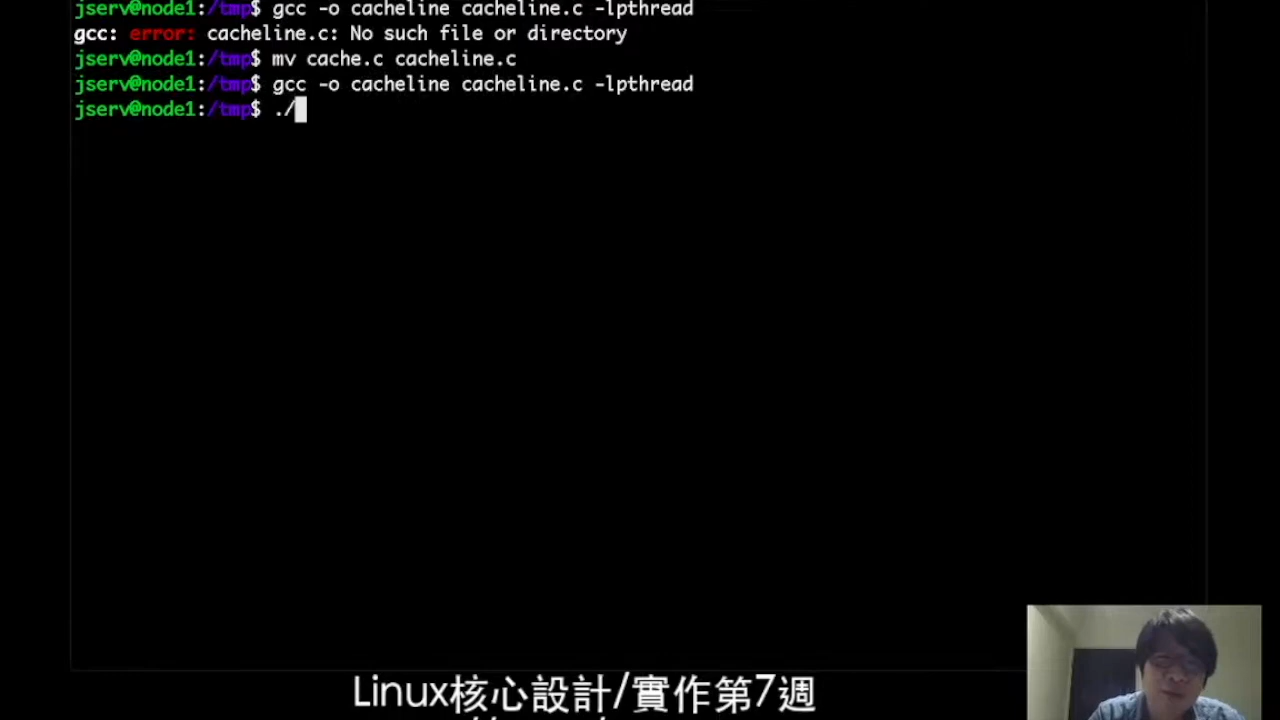 jserv@node1:/tmp$ gcc -o cacheline cacheline.c -lpthread
gcc: error: cacheline.c: No such file or directory
jserv@node1:/tmp$ mv cache.c cacheline.c
jserv@node1:/tmp$ gcc -o cacheline cacheline.c -lpthread
jserv@node1:/tmp$ ./
Linux核心設計/實作第7週